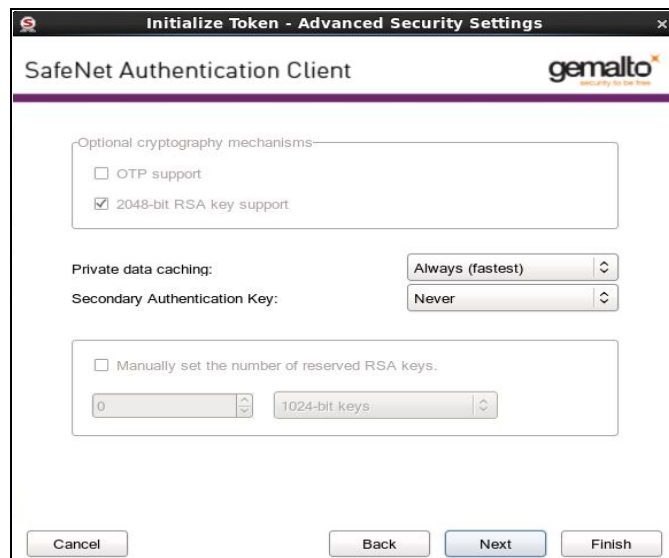 Initialize Token - Advanced Security Settings
SafeNet Authentication Client
gemalto
security to be free
Optional cryptography mechanisms
OTP support
2048-bit RSA key support
Private data caching: Always (fastest)
Secondary Authentication Key: Never
Manually set the number of reserved RSA keys.
0 1024-bit keys
Cancel Back Next Finish